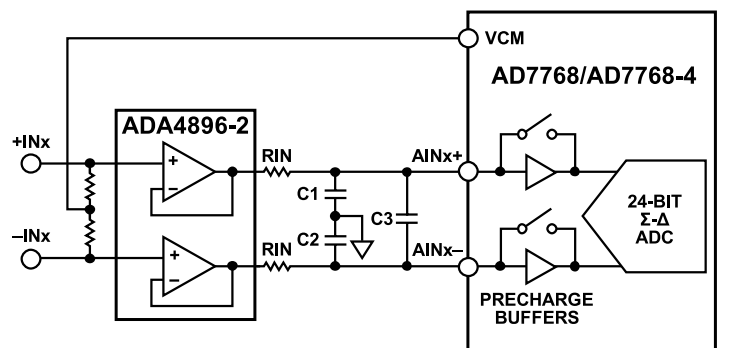 VCM
AD7768/AD7768-4
ADA4896-2
+INx
RIN
AINx+
+
–
C1
C3
C2
24-BIT
Σ-Δ
ADC
–INx
+
–
RIN
AINx–
PRECHARGE
BUFFERS